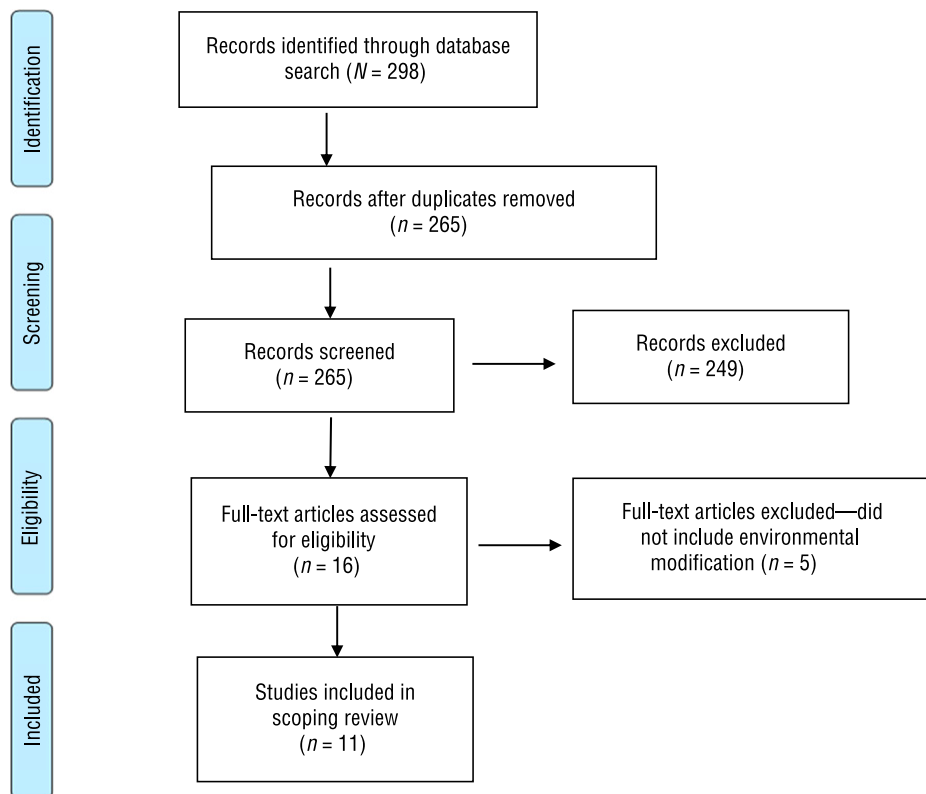 Identification
Records identified through database
search (N = 298)
Records after duplicates removed
(n = 265)
Screening
Records screened
(n = 265)
Records excluded
(n = 249)
Eligibility
Full-text articles assessed
for eligibility
(n = 16)
Full-text articles excluded—did
not include environmental
modification (n = 5)
Included
Studies included in
scoping review
(n = 11)